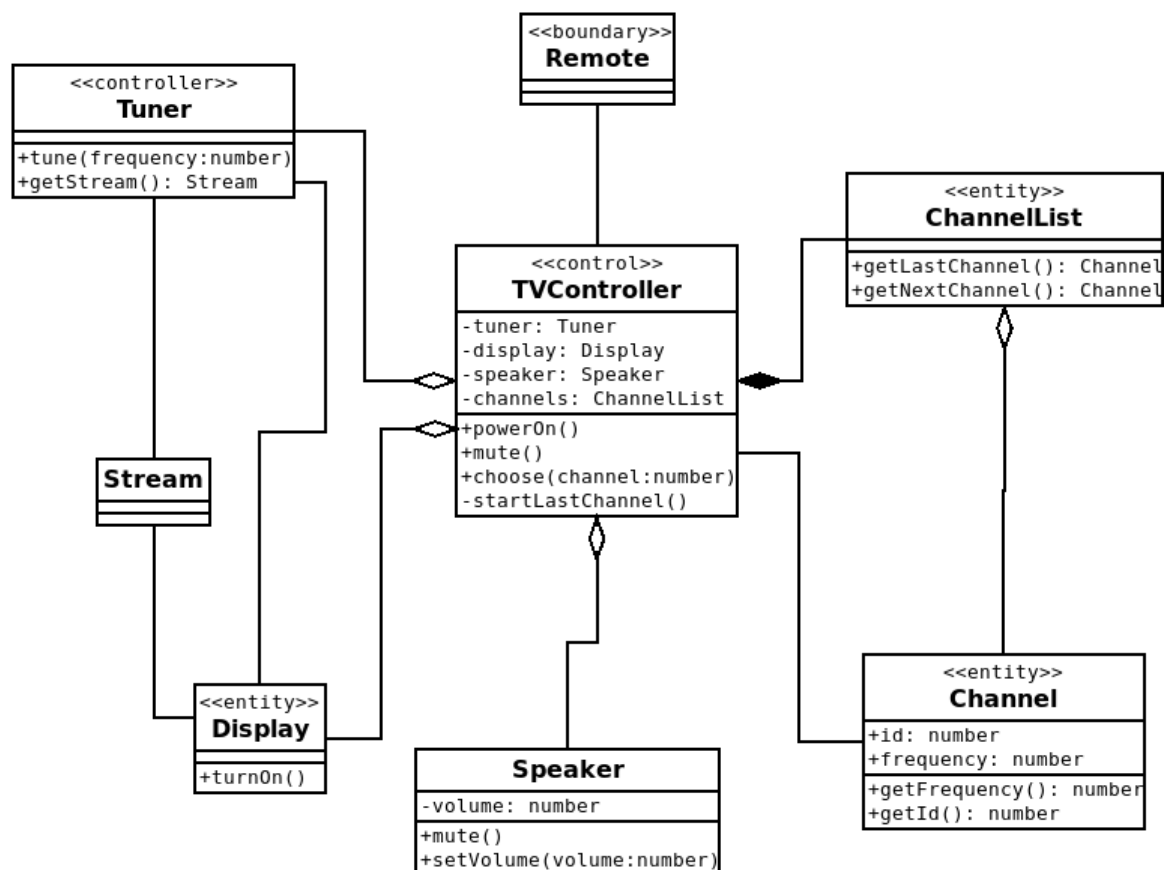 <<boundary>>
Remote
<<controller>>
Tuner
+tune(frequency:number)
+getStream(): Stream
<<entity>>
ChannelList
+getLastChannel(): Channel
+getNextChannel(): Channel
<<control>>
TVController
-tuner: Tuner
-display: Display
-speaker: Speaker
-channels: ChannelList
+powerOn()
+mute()
+choose(channel:number)
-startLastChannel()
Stream
<<entity>>
Display
+turnOn()
Speaker
-volume: number
+mute()
+setVolume(volume:number)
<<entity>>
Channel
+id: number
+frequency: number
+getFrequency(): number
+getId(): number